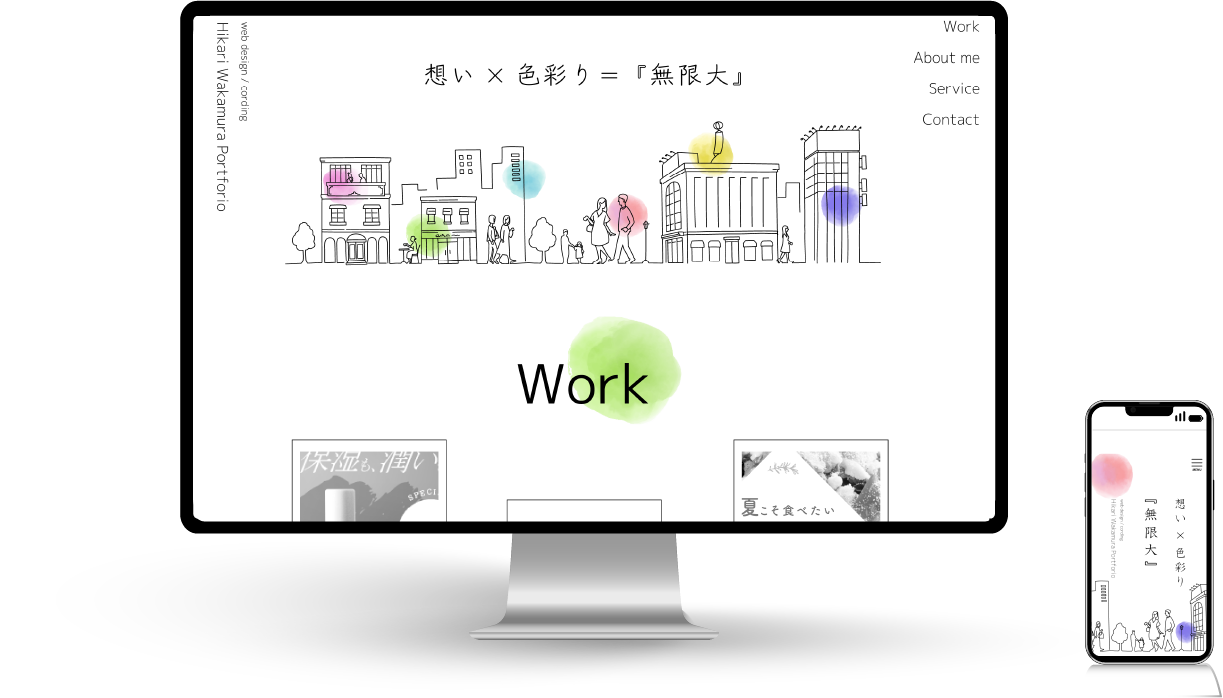 Hikari Wakamura Portforio
web design / cording
想い × 色彩り＝『無限大』
Work
About me
Service
Contact
Work
保湿も、潤い
SPECI
夏こそ食べたい
想い × 色彩り
『無限大』
web design / cording
Hikari Wakamura Portforio